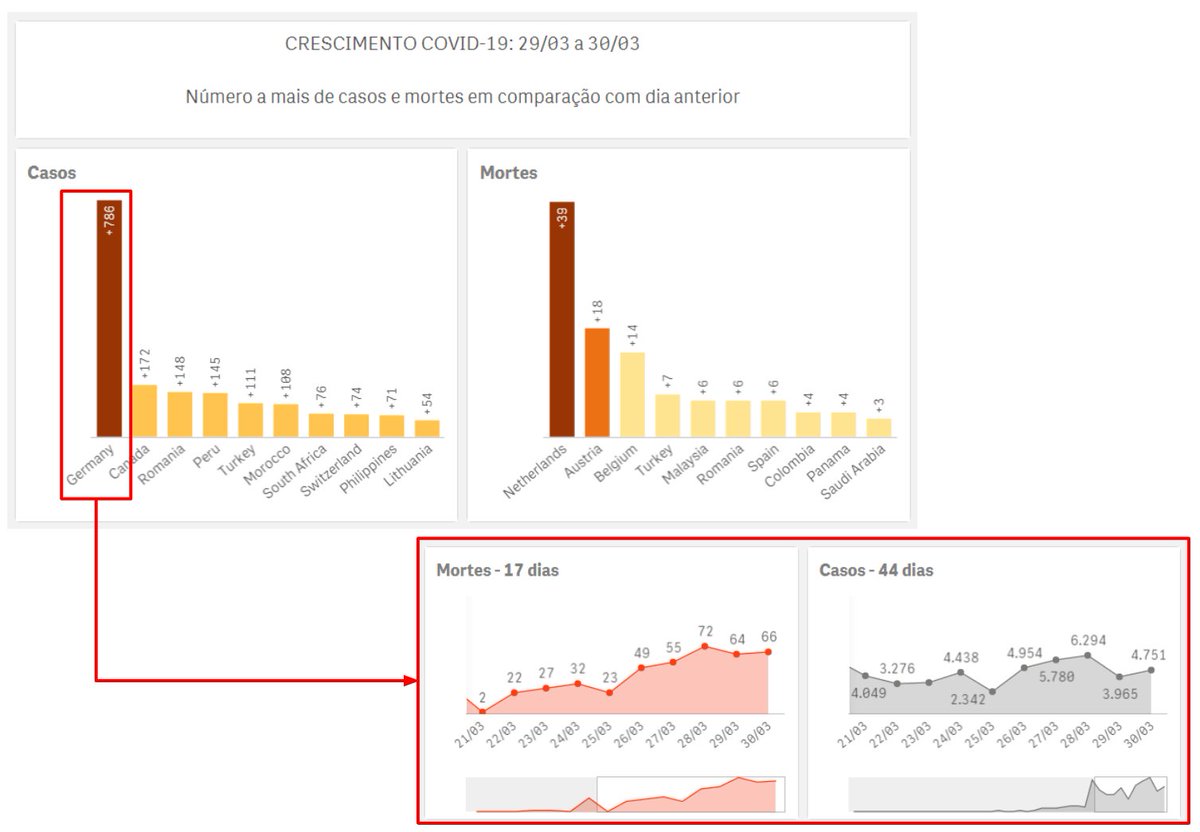 CRESCIMENTO COVID-19: 29/03 a 30/03
Número a mais de casos e mortes em comparação com dia anterior
Casos
+786
+172
+148
+145
+111
+108
+76
+74
+71
+54
Germany
Canada
Romania
Peru
Turkey
Morocco
South Africa
Switzerland
Philippines
Lithuania
Mortes
+39
+18
+14
+7
+6
+6
+6
+4
+4
+3
Netherlands
Austria
Belgium
Turkey
Malaysia
Romania
Spain
Colombia
Panama
Saudi Arabia
Mortes - 17 dias
2
22
27
32
23
49
55
72
64
66
21/03
22/03
23/03
24/03
25/03
26/03
27/03
28/03
29/03
30/03
Casos - 44 dias
4.049
3.276
4.438
2.342
4.954
5.780
6.294
3.965
4.751
21/03
22/03
23/03
24/03
25/03
26/03
27/03
28/03
29/03
30/03